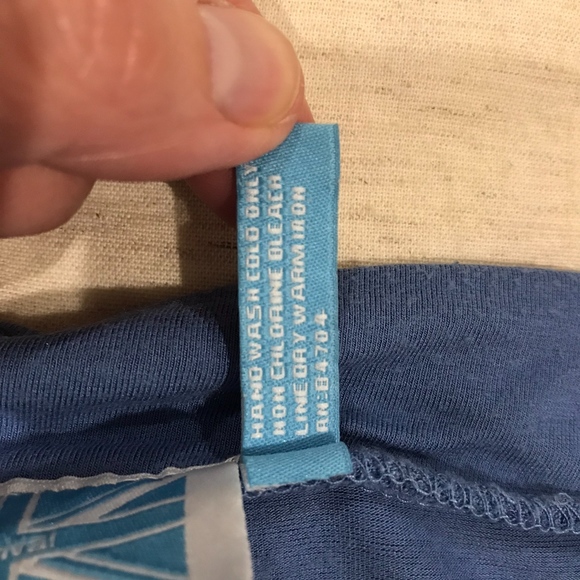 HAND WASH COLD ONLY
NON CHLORINE BLEACH
LINE DRY WARM IRON
RN:84704